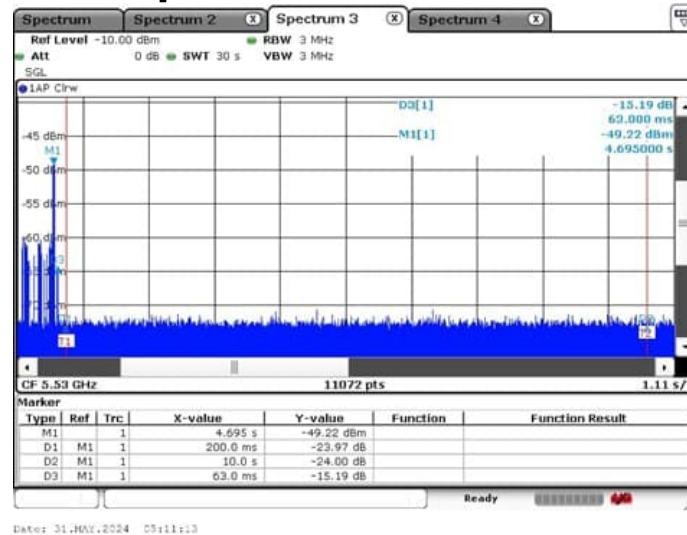 Spectrum Spectrum 2 X Spectrum 3 X Spectrum 4 X
Ref Level -10.00 dBm RBW 3 MHz
Att 0 dB SWT 30 s VBW 3 MHz
SGL
1AP Clrw
D3[1] -15.19 dB
63.000 ms
-45 dBm M1[1] -49.22 dBm
M1 4.695000 s
-50 dBm
-55 dBm
-60 dBm
D3
T1 T2
CF 5.53 GHz 11072 pts 1.11 s/
Marker
Type Ref Trc X-value Y-value Function Function Result
M1 1 4.695 s -49.22 dBm
D1 M1 1 200.0 ms -23.97 dB
D2 M1 1 10.0 s -24.00 dB
D3 M1 1 63.0 ms -15.19 dB
Ready
Date: 31.MAY.2024 05:11:13